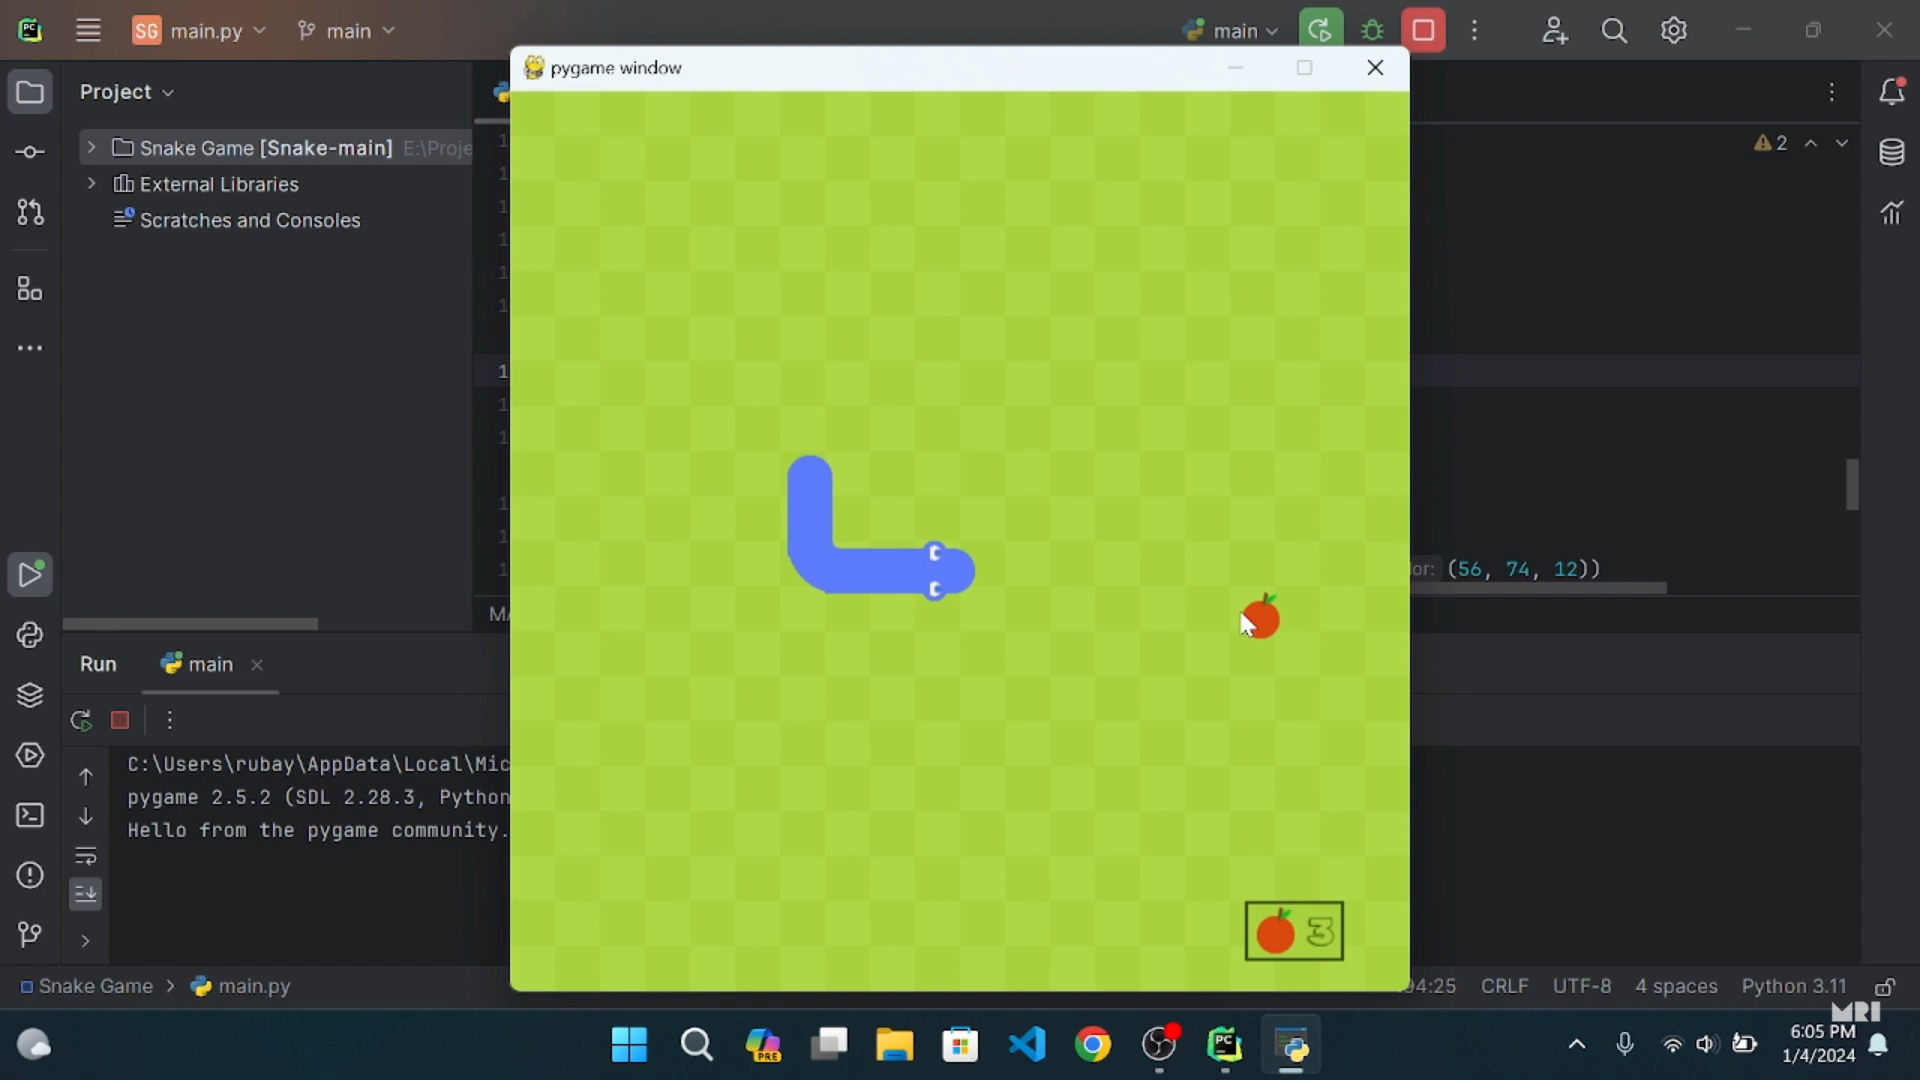 SG main.py
main
main
pygame window
Project
Snake Game [Snake-main] E:\Proje
2
External Libraries
Scratches and Consoles
(56, 74, 12))
Run
main
C:\Users\rubay\AppData\Local\Mic
pygame 2.5.2 (SDL 2.28.3, Python
Hello from the pygame community.
3
Snake Game
main.py
94:25
CRLF
UTF-8
4 spaces
Python 3.11
MRI
PC
PRE
PC
6:05 PM
1/4/2024